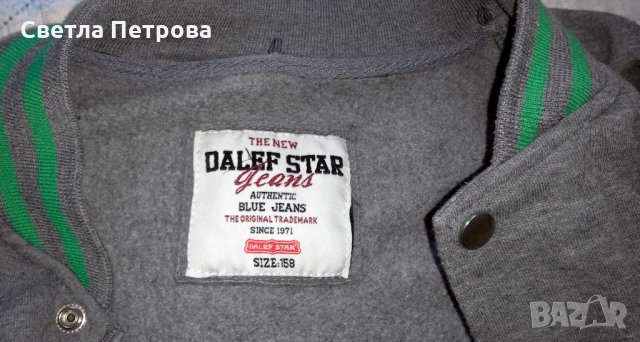 Светла Петрова
THE NEW
DALEF STAR
Jeans
AUTHENTIC
BLUE JEANS
THE ORIGINAL TRADEMARK
SINCE 1971
DALEF STAR
SIZE:158
BAZAR